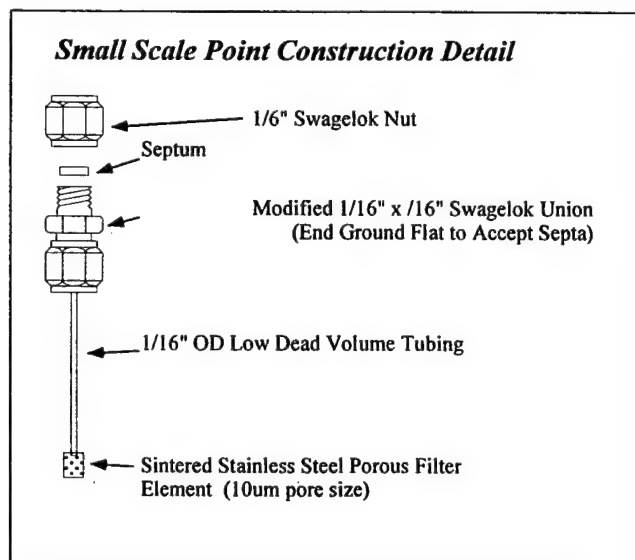 Small Scale Point Construction Detail
1/6" Swagelok Nut
Septum
Modified 1/16" x /16" Swagelok Union
(End Ground Flat to Accept Septa)
1/16" OD Low Dead Volume Tubing
Sintered Stainless Steel Porous Filter
Element (10um pore size)